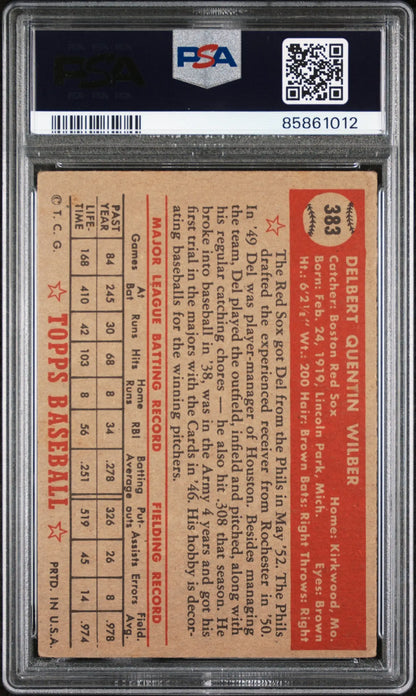 PSA
PSA
85861012
383
DELBERT QUENTIN WILBER
Catcher: Boston Red Sox Home: Kirkwood, Mo.
Born: Feb. 24, 1919, Lincoln Park, Mich. Eyes: Brown
Ht.: 6'2½" Wt.: 200 Hair: Brown Bats: Right Throws: Right
The Red Sox got Del from the Phils in May '52. The Phils
drafted the experienced receiver from Rochester in '50.
In '49 Del was player-manager of Houston. Besides managing
the team, Del played the outfield, infield and pitched, along with
his regular catching chores — he also hit .308 that season. He
broke into baseball in '38, was in the Army 4 years and got his
first trial in the majors with the Cards in '46. His hobby is decor-
ating baseballs for the winning pitchers.
MAJOR LEAGUE BATTING RECORD FIELDING RECORD
Games At Bat Runs Hits Home Runs RBI Batting Average Put-outs Assists Errors Field. Avg.
PAST YEAR 84 245 30 68 8 34 .278 326 26 8 .978
LIFE-TIME 168 410 42 103 8 56 .251 519 45 14 .974
© T. C. G. TOPPS BASEBALL PRTD. IN U.S.A.